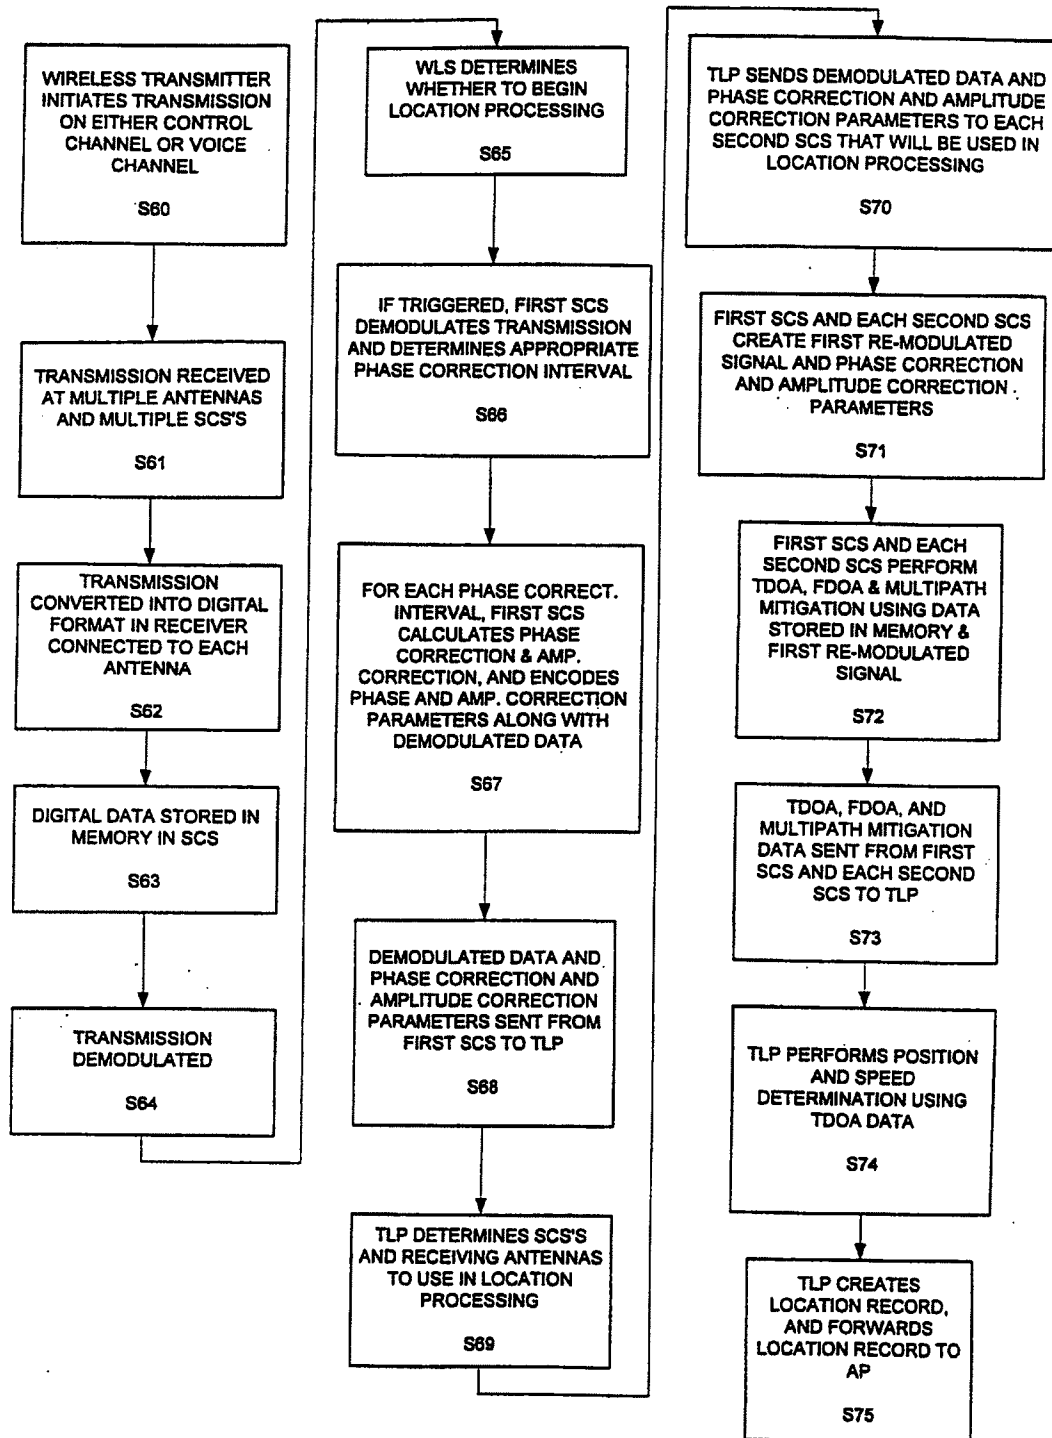 WIRELESS TRANSMITTER
INITIATES TRANSMISSION
ON EITHER CONTROL
CHANNEL OR VOICE
CHANNEL
S60
TRANSMISSION RECEIVED
AT MULTIPLE ANTENNAS
AND MULTIPLE SCS'S
S61
TRANSMISSION
CONVERTED INTO DIGITAL
FORMAT IN RECEIVER
CONNECTED TO EACH
ANTENNA
S62
DIGITAL DATA STORED IN
MEMORY IN SCS
S63
TRANSMISSION
DEMODULATED
S64
WLS DETERMINES
WHETHER TO BEGIN
LOCATION PROCESSING
S65
IF TRIGGERED, FIRST SCS
DEMODULATES TRANSMISSION
AND DETERMINES APPROPRIATE
PHASE CORRECTION INTERVAL
S66
FOR EACH PHASE CORRECT.
INTERVAL, FIRST SCS
CALCULATES PHASE
CORRECTION & AMP.
CORRECTION, AND ENCODES
PHASE AND AMP. CORRECTION
PARAMETERS ALONG WITH
DEMODULATED DATA
S67
DEMODULATED DATA AND
PHASE CORRECTION AND
AMPLITUDE CORRECTION
PARAMETERS SENT FROM
FIRST SCS TO TLP
S68
TLP DETERMINES SCS'S
AND RECEIVING ANTENNAS
TO USE IN LOCATION
PROCESSING
S69
TLP SENDS DEMODULATED DATA AND
PHASE CORRECTION AND AMPLITUDE
CORRECTION PARAMETERS TO EACH
SECOND SCS THAT WILL BE USED IN
LOCATION PROCESSING
S70
FIRST SCS AND EACH SECOND SCS
CREATE FIRST RE-MODULATED
SIGNAL AND PHASE CORRECTION
AND AMPLITUDE CORRECTION
PARAMETERS
S71
FIRST SCS AND EACH
SECOND SCS PERFORM
TDOA, FDOA & MULTIPATH
MITIGATION USING DATA
STORED IN MEMORY &
FIRST RE-MODULATED
SIGNAL
S72
TDOA, FDOA, AND
MULTIPATH MITIGATION
DATA SENT FROM FIRST
SCS AND EACH SECOND
SCS TO TLP
S73
TLP PERFORMS POSITION
AND SPEED
DETERMINATION USING
TDOA DATA
S74
TLP CREATES
LOCATION RECORD,
AND FORWARDS
LOCATION RECORD TO
AP
S75